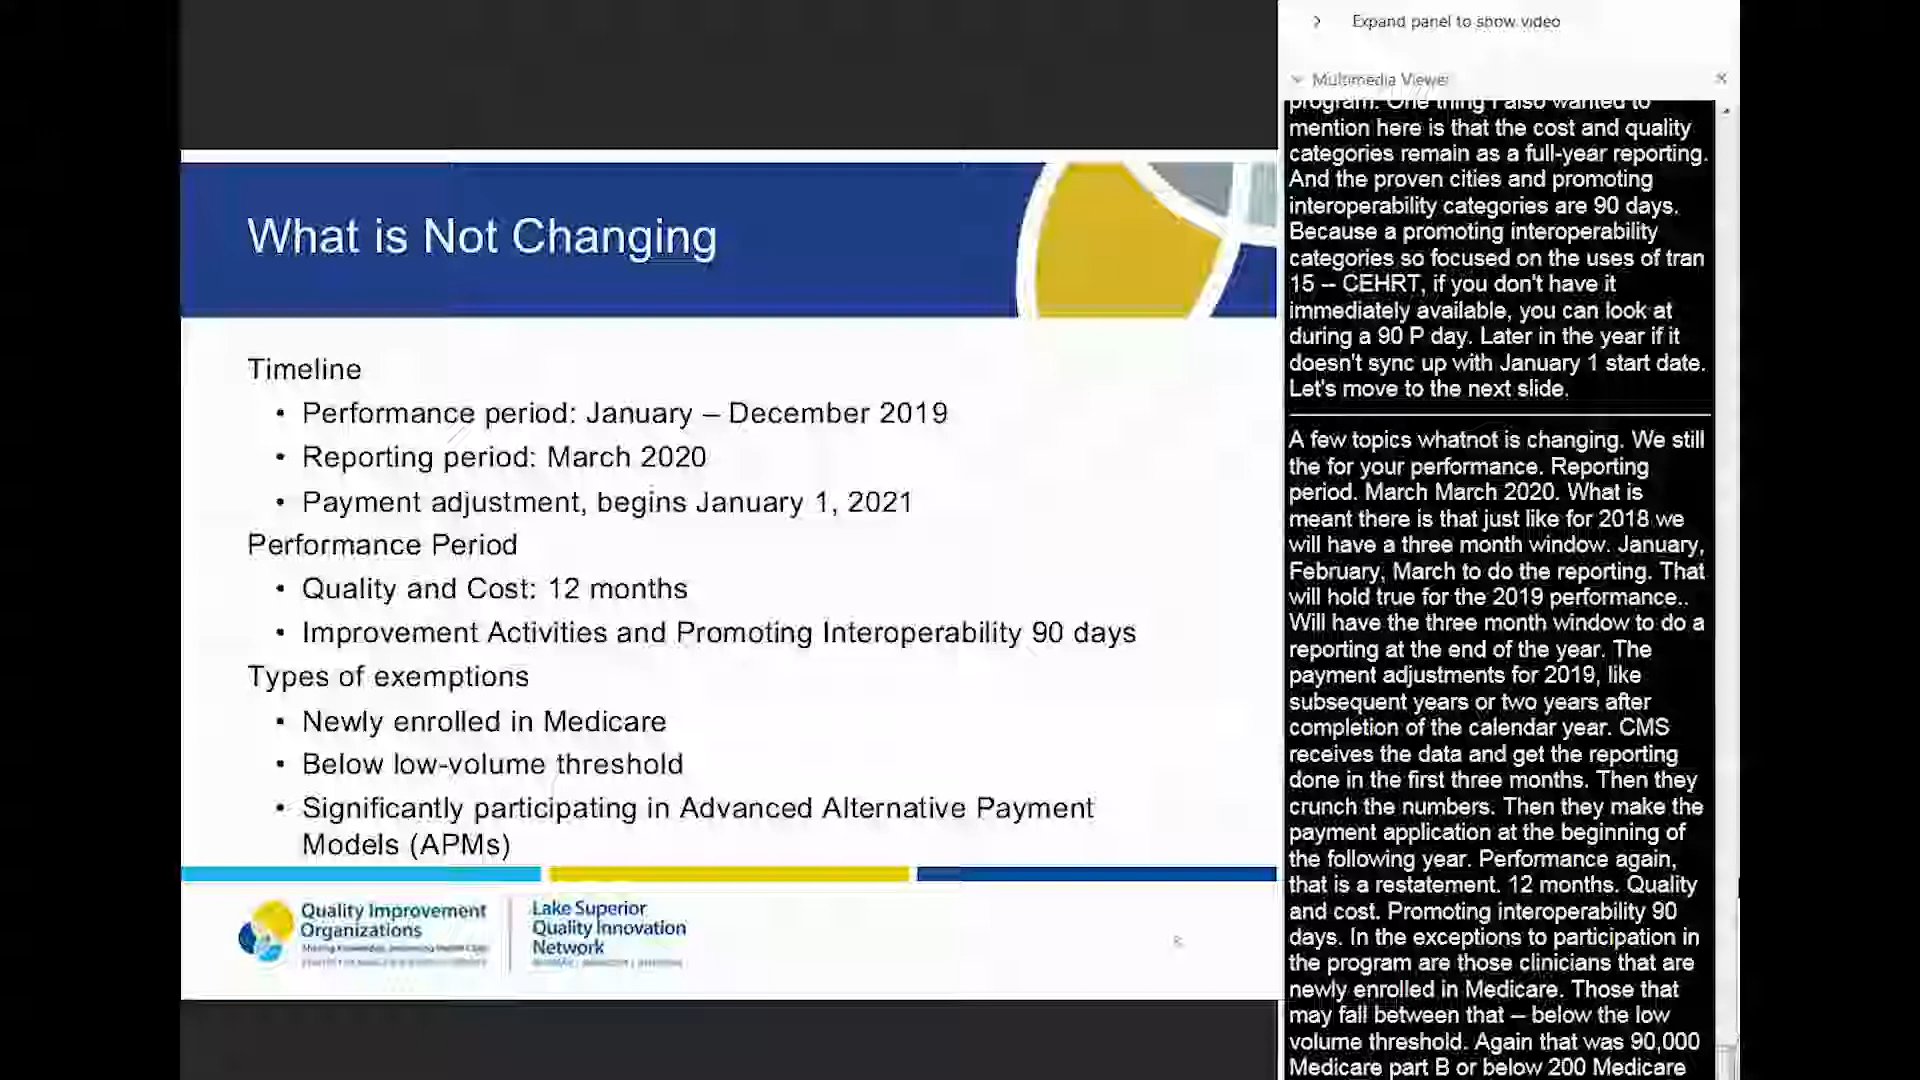 What is Not Changing
Timeline
• Performance period: January – December 2019
• Reporting period: March 2020
• Payment adjustment, begins January 1, 2021
Performance Period
• Quality and Cost: 12 months
• Improvement Activities and Promoting Interoperability 90 days
Types of exemptions
• Newly enrolled in Medicare
• Below low-volume threshold
• Significantly participating in Advanced Alternative Payment
Models (APMs)
Quality Improvement
Organizations
Lake Superior
Quality Innovation
Network
Expand panel to show video
Multimedia Viewer
program. One thing I also wanted to
mention here is that the cost and quality
categories remain as a full-year reporting.
And the proven cities and promoting
interoperability categories are 90 days.
Because a promoting interoperability
categories so focused on the uses of tran
15 -- CEHRT, if you don't have it
immediately available, you can look at
during a 90 P day. Later in the year if it
doesn't sync up with January 1 start date.
Let's move to the next slide.
A few topics whatnot is changing. We still
the for your performance. Reporting
period. March March 2020. What is
meant there is that just like for 2018 we
will have a three month window. January,
February, March to do the reporting. That
will hold true for the 2019 performance..
Will have the three month window to do a
reporting at the end of the year. The
payment adjustments for 2019, like
subsequent years or two years after
completion of the calendar year. CMS
receives the data and get the reporting
done in the first three months. Then they
crunch the numbers. Then they make the
payment application at the beginning of
the following year. Performance again,
that is a restatement. 12 months. Quality
and cost. Promoting interoperability 90
days. In the exceptions to participation in
the program are those clinicians that are
newly enrolled in Medicare. Those that
may fall between that -- below the low
volume threshold. Again that was 90,000
Medicare part B or below 200 Medicare